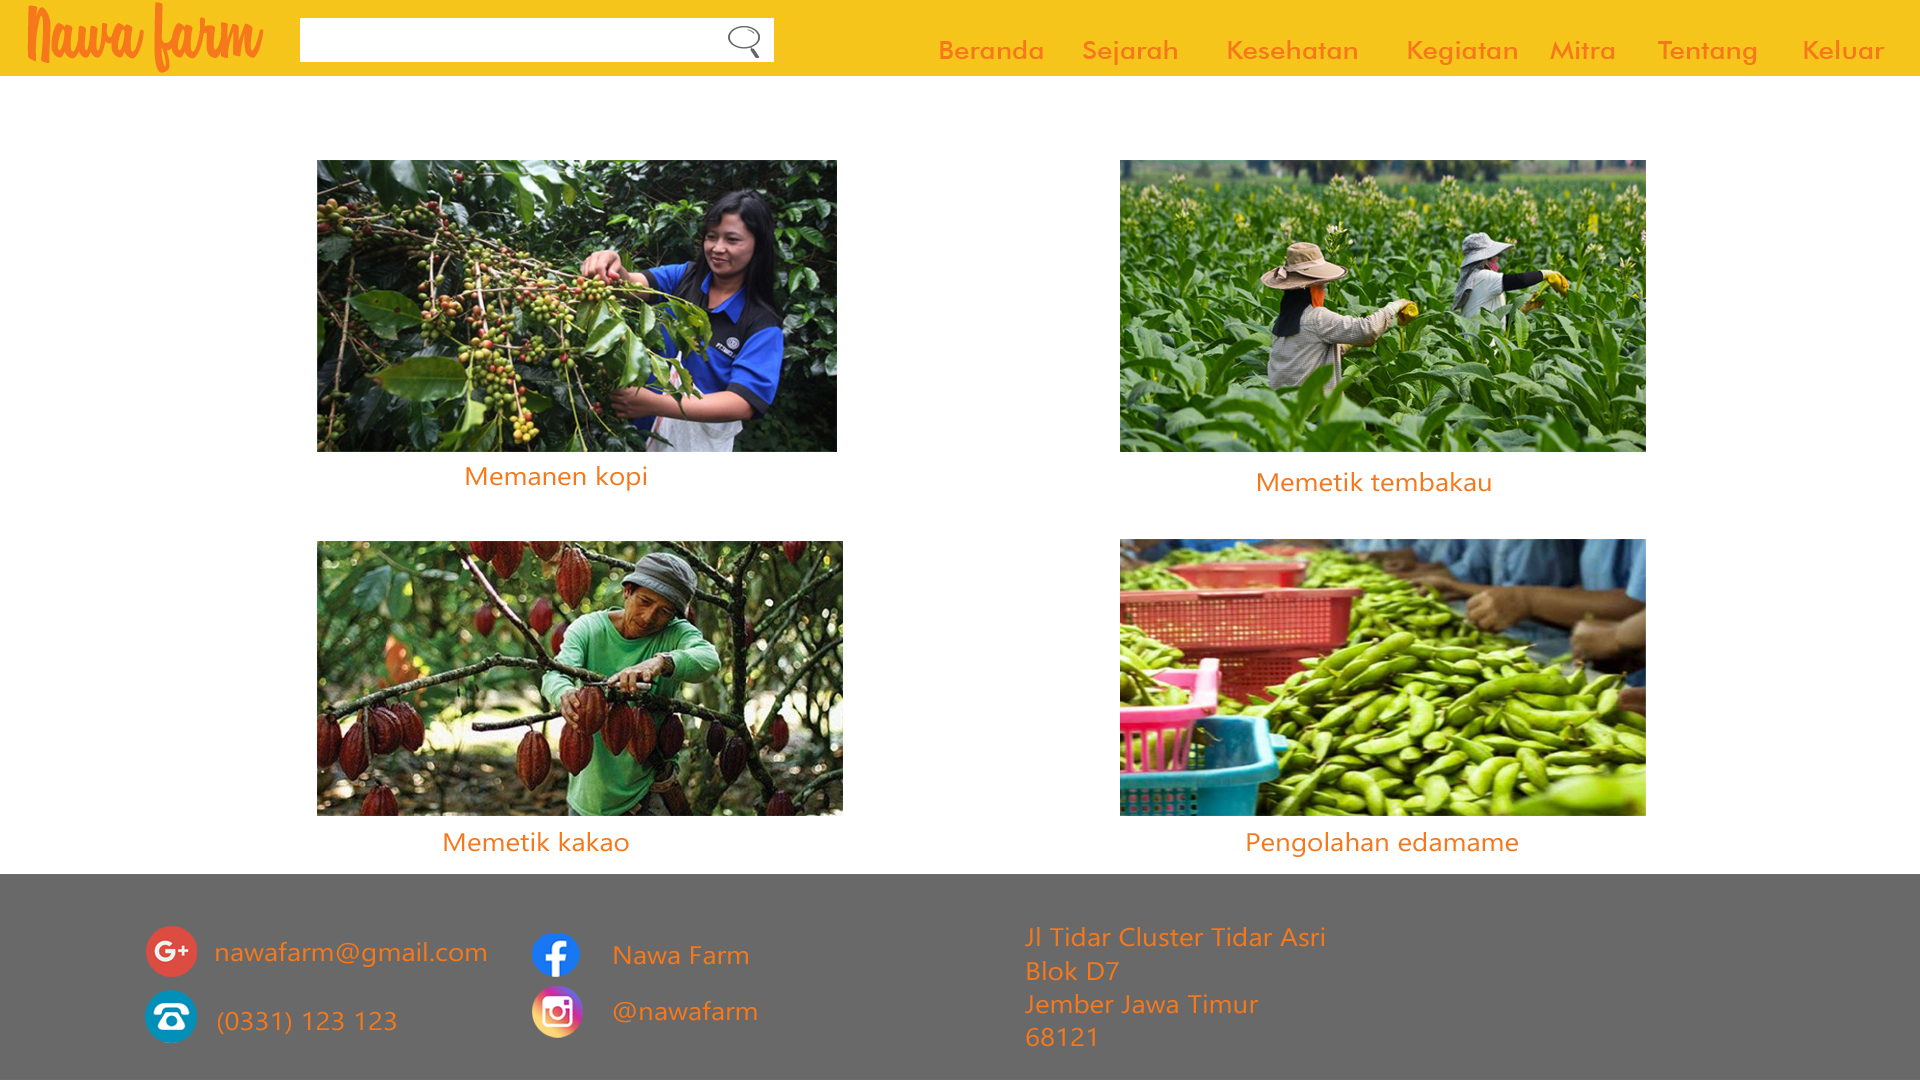 Nawa farm
Beranda Sejarah Kesehatan Kegiatan Mitra Tentang Keluar
Memanen kopi
Memetik tembakau
Memetik kakao
Pengolahan edamame
G+ nawafarm@gmail.com
(0331) 123 123
f Nawa Farm
@nawafarm
Jl Tidar Cluster Tidar Asri
Blok D7
Jember Jawa Timur
68121